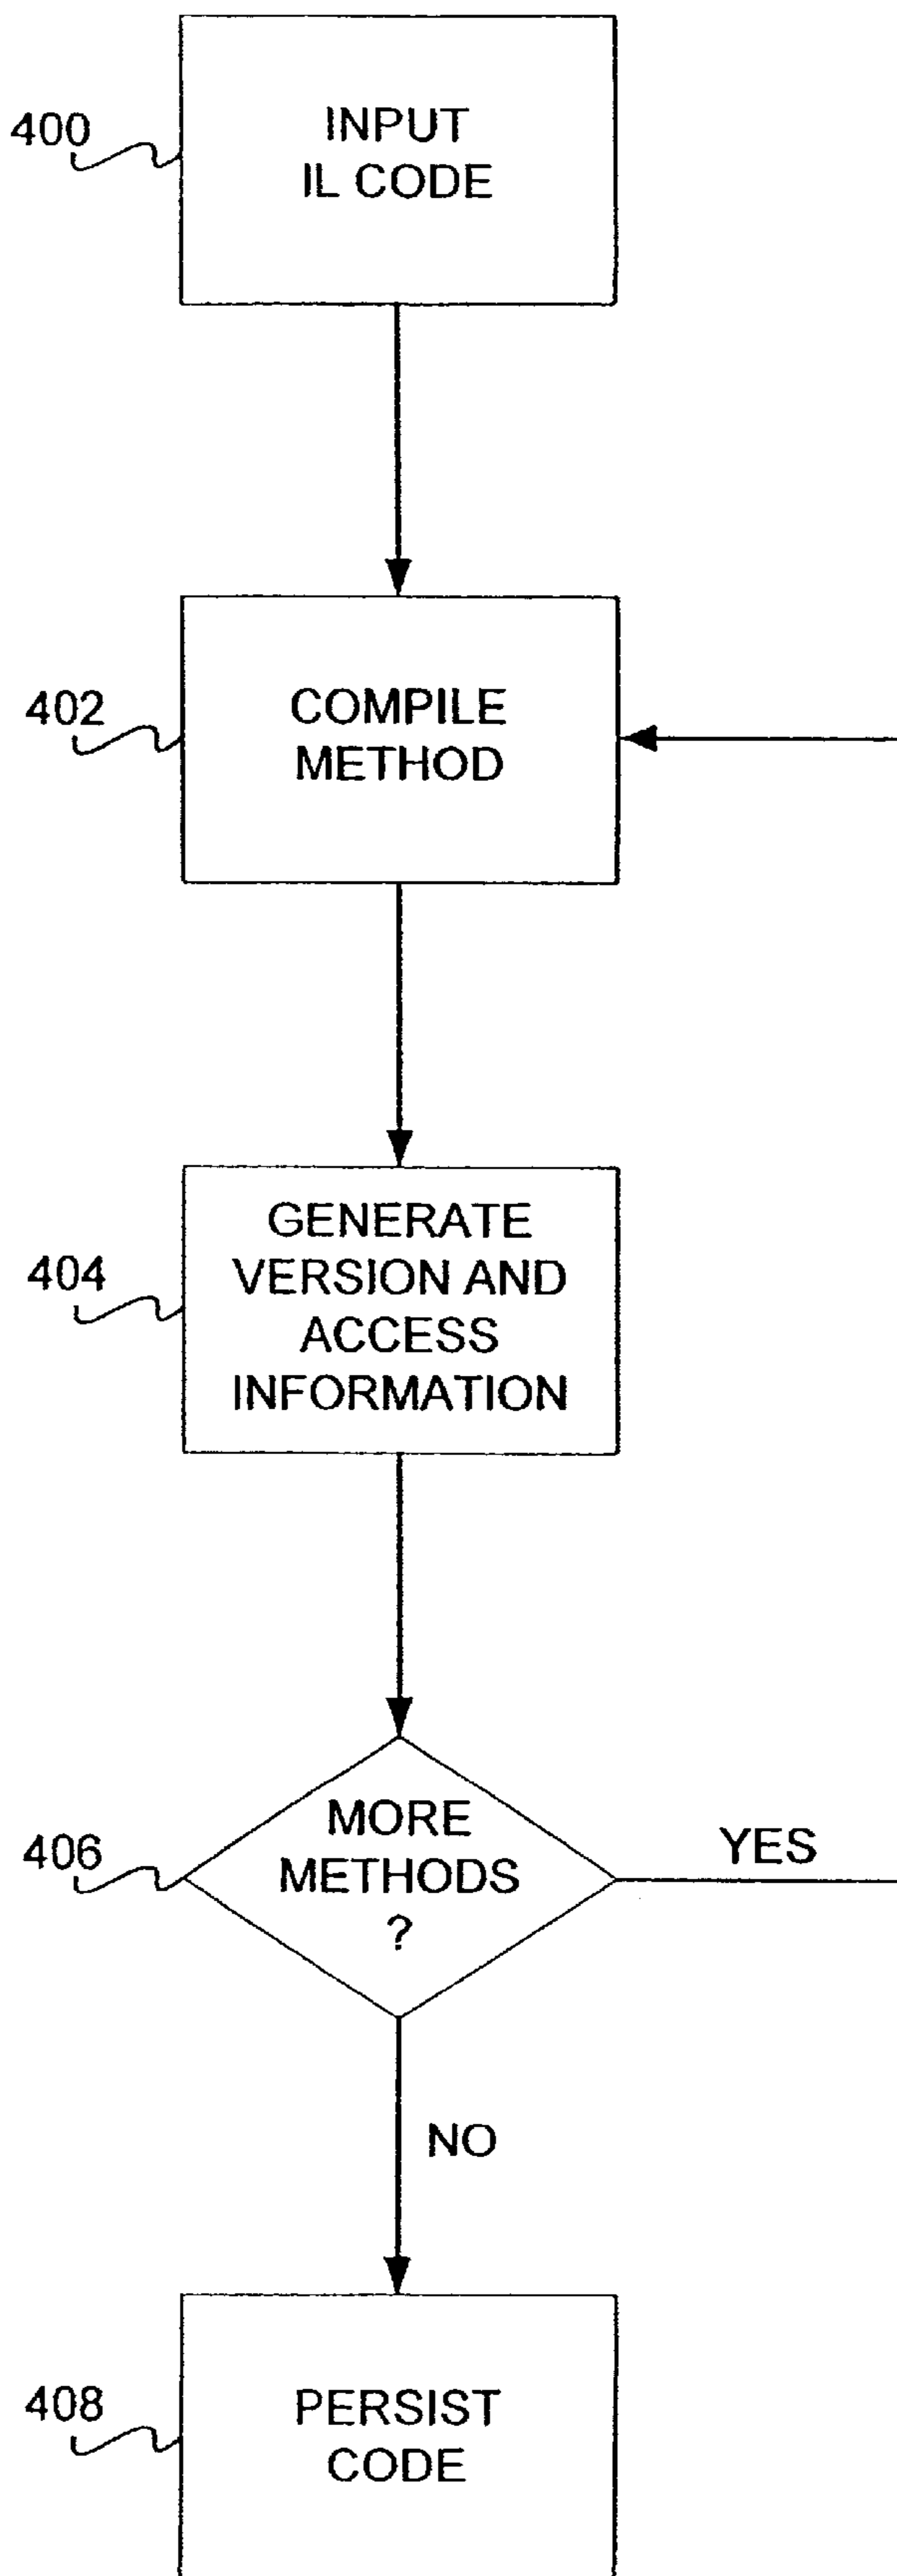 400
INPUT
IL CODE
402
COMPILE
METHOD
404
GENERATE
VERSION AND
ACCESS
INFORMATION
406
MORE
METHODS
?
YES
NO
408
PERSIST
CODE